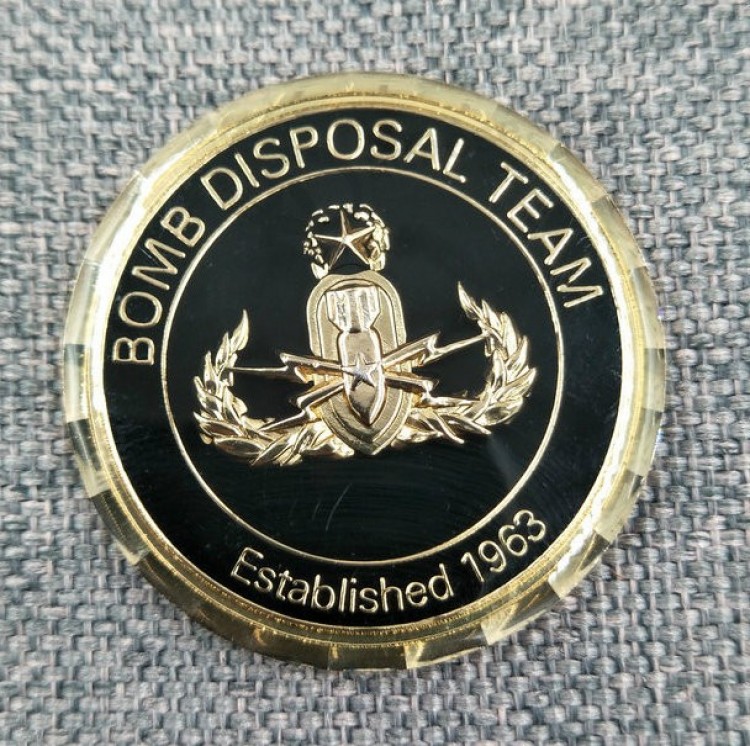 BOMB DISPOSAL TEAM
Established 1963